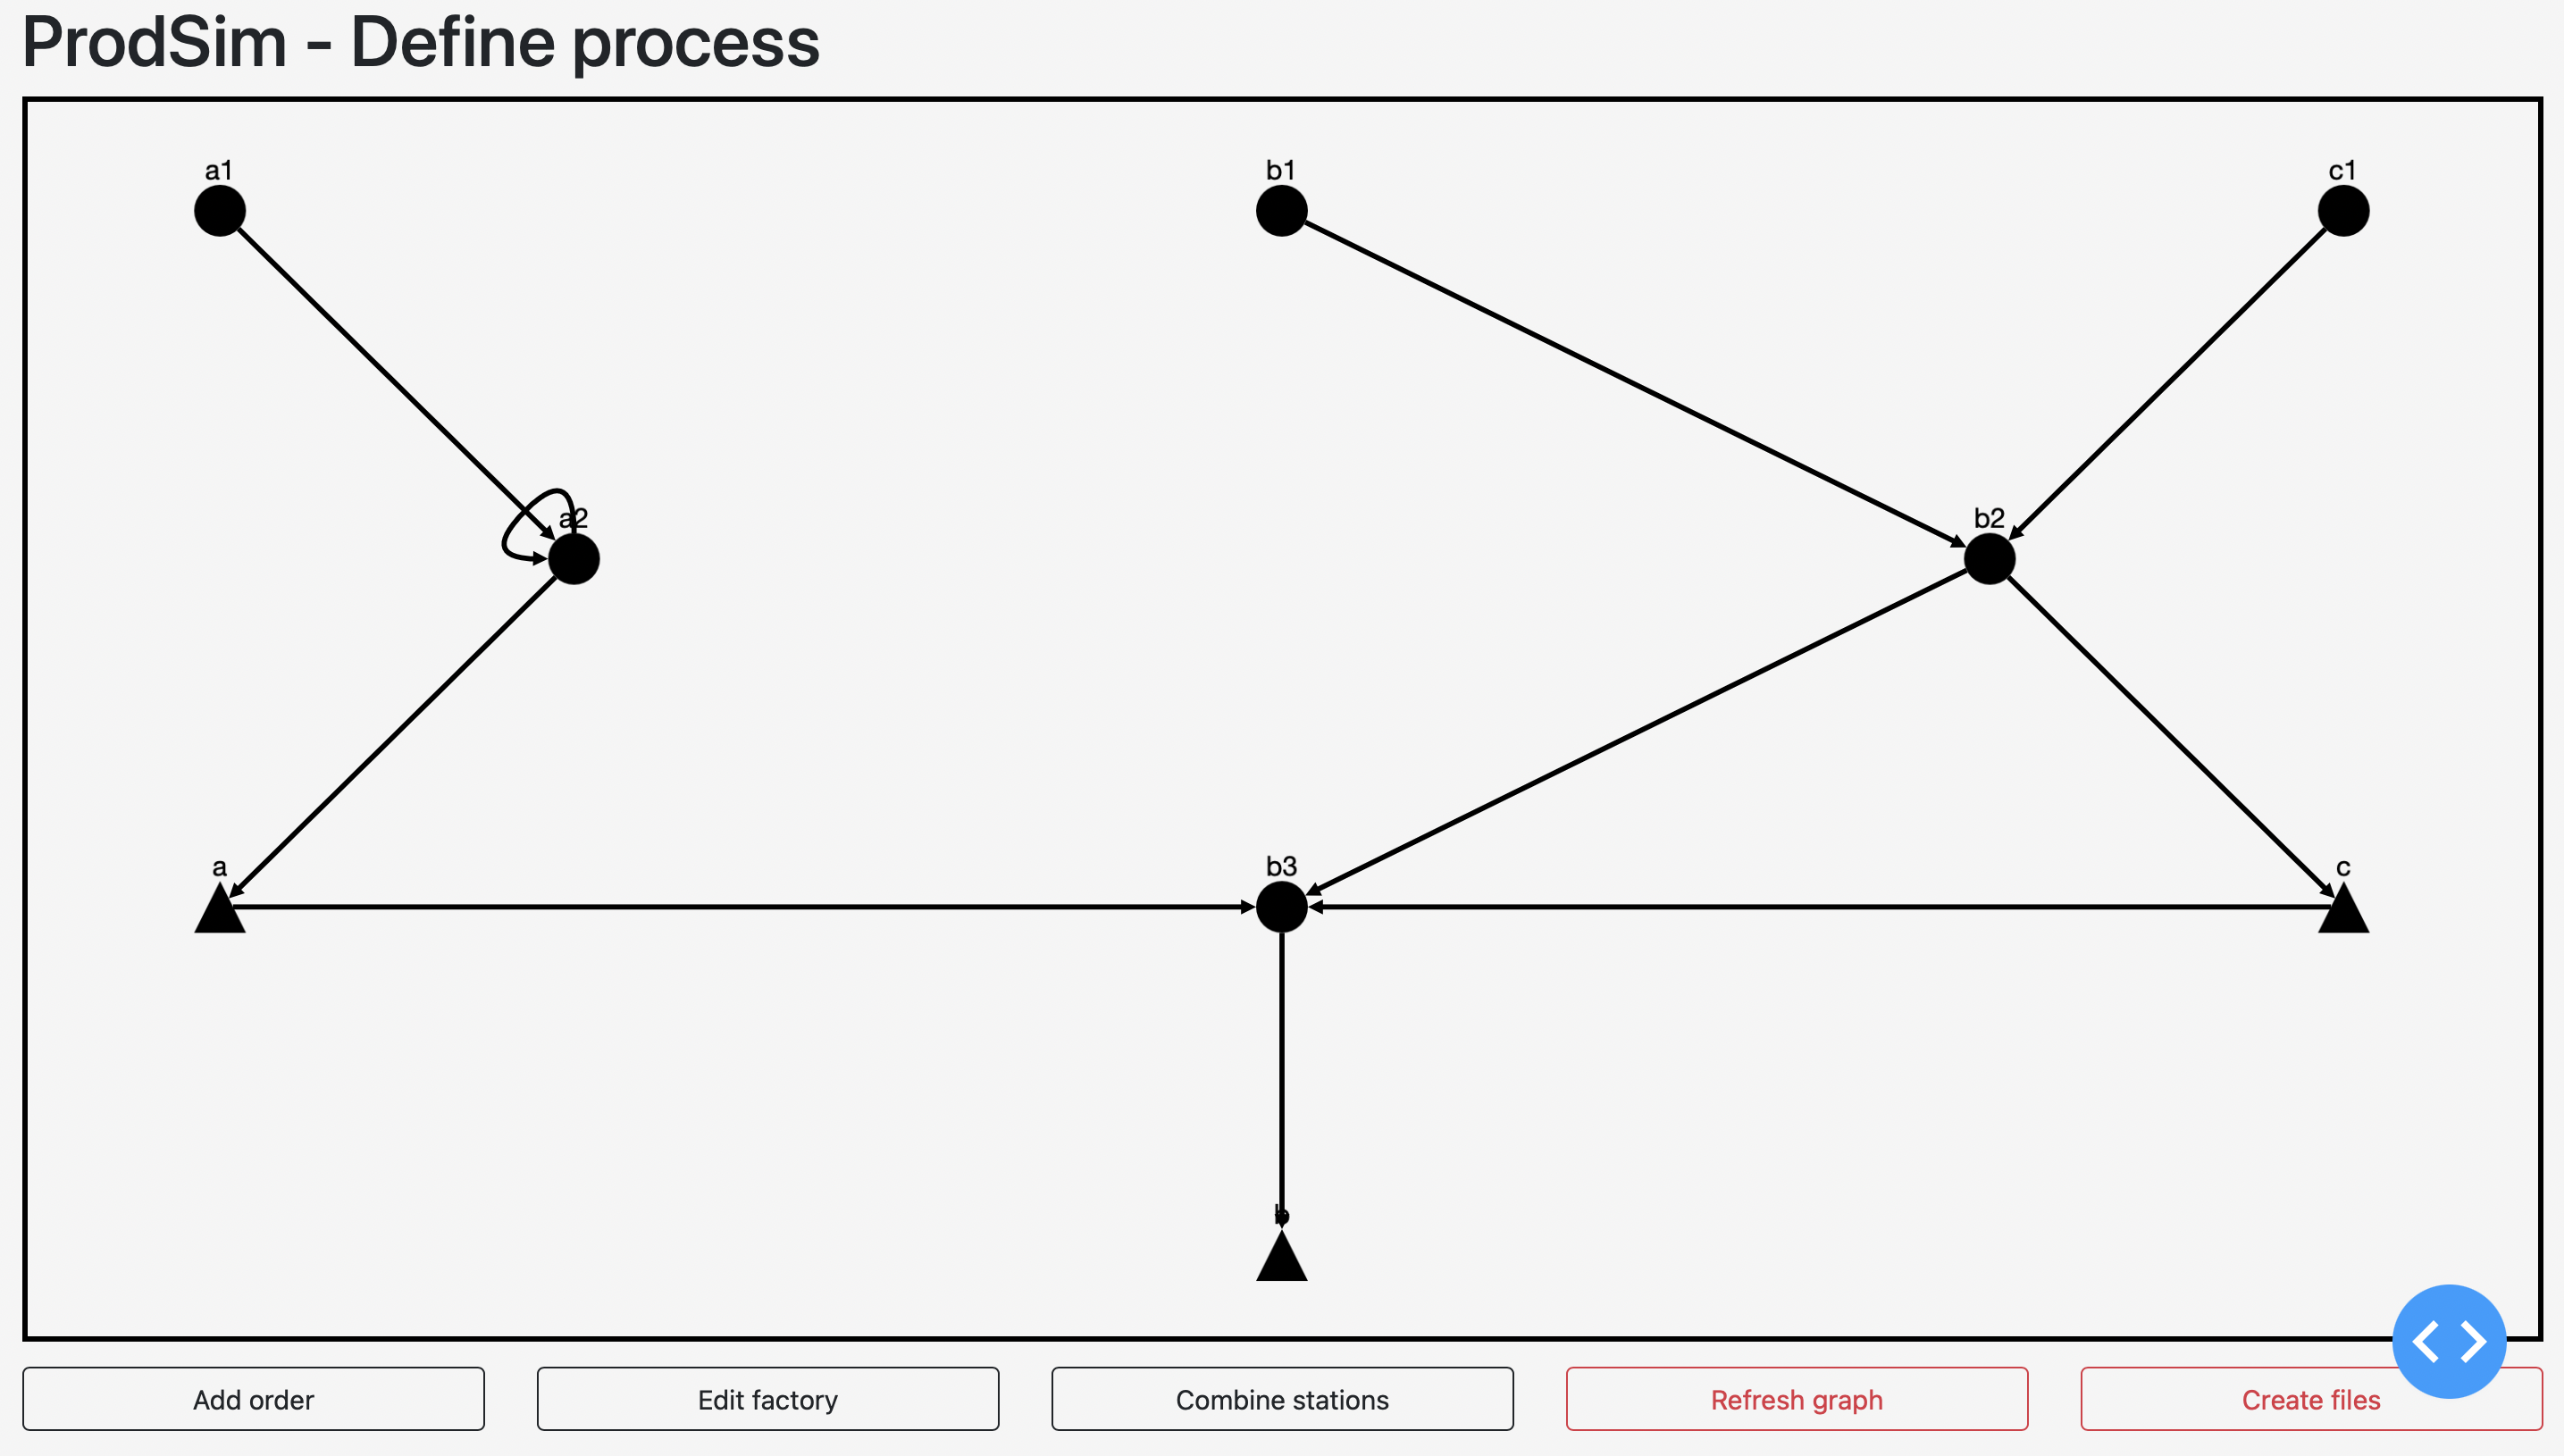 ProdSim - Define process
a1
b1
c1
a2
b2
a
b3
c
b
Add order
Edit factory
Combine stations
Refresh graph
Create files